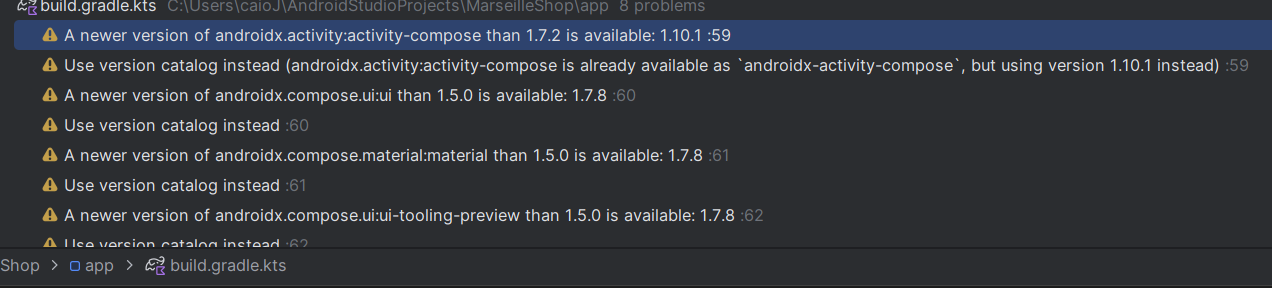 build.gradle.kts C:\Users\caioJ\AndroidStudioProjects\MarseilleShop\app 8 problems
A newer version of androidx.activity:activity-compose than 1.7.2 is available: 1.10.1 :59
Use version catalog instead (androidx.activity:activity-compose is already available as `androidx-activity-compose`, but using version 1.10.1 instead) :59
A newer version of androidx.compose.ui:ui than 1.5.0 is available: 1.7.8 :60
Use version catalog instead :60
A newer version of androidx.compose.material:material than 1.5.0 is available: 1.7.8 :61
Use version catalog instead :61
A newer version of androidx.compose.ui:ui-tooling-preview than 1.5.0 is available: 1.7.8 :62
Use version catalog instead :62
Shop > app > build.gradle.kts